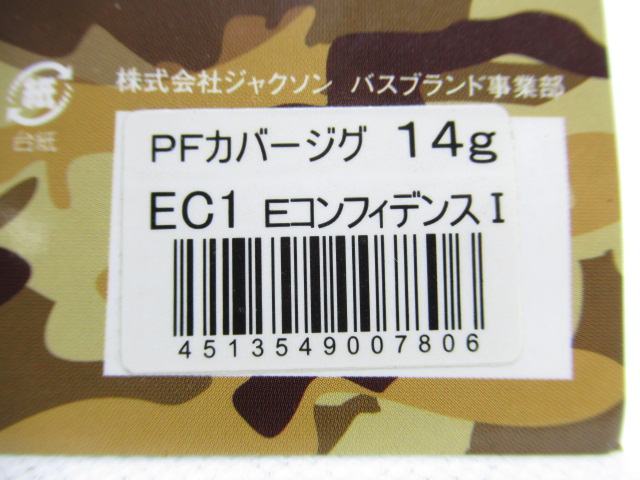 株式会社ジャクソン バスブランド事業部
紙
台紙
PFカバージグ 14g
EC1 Eコンフィデンス I
4513549007806